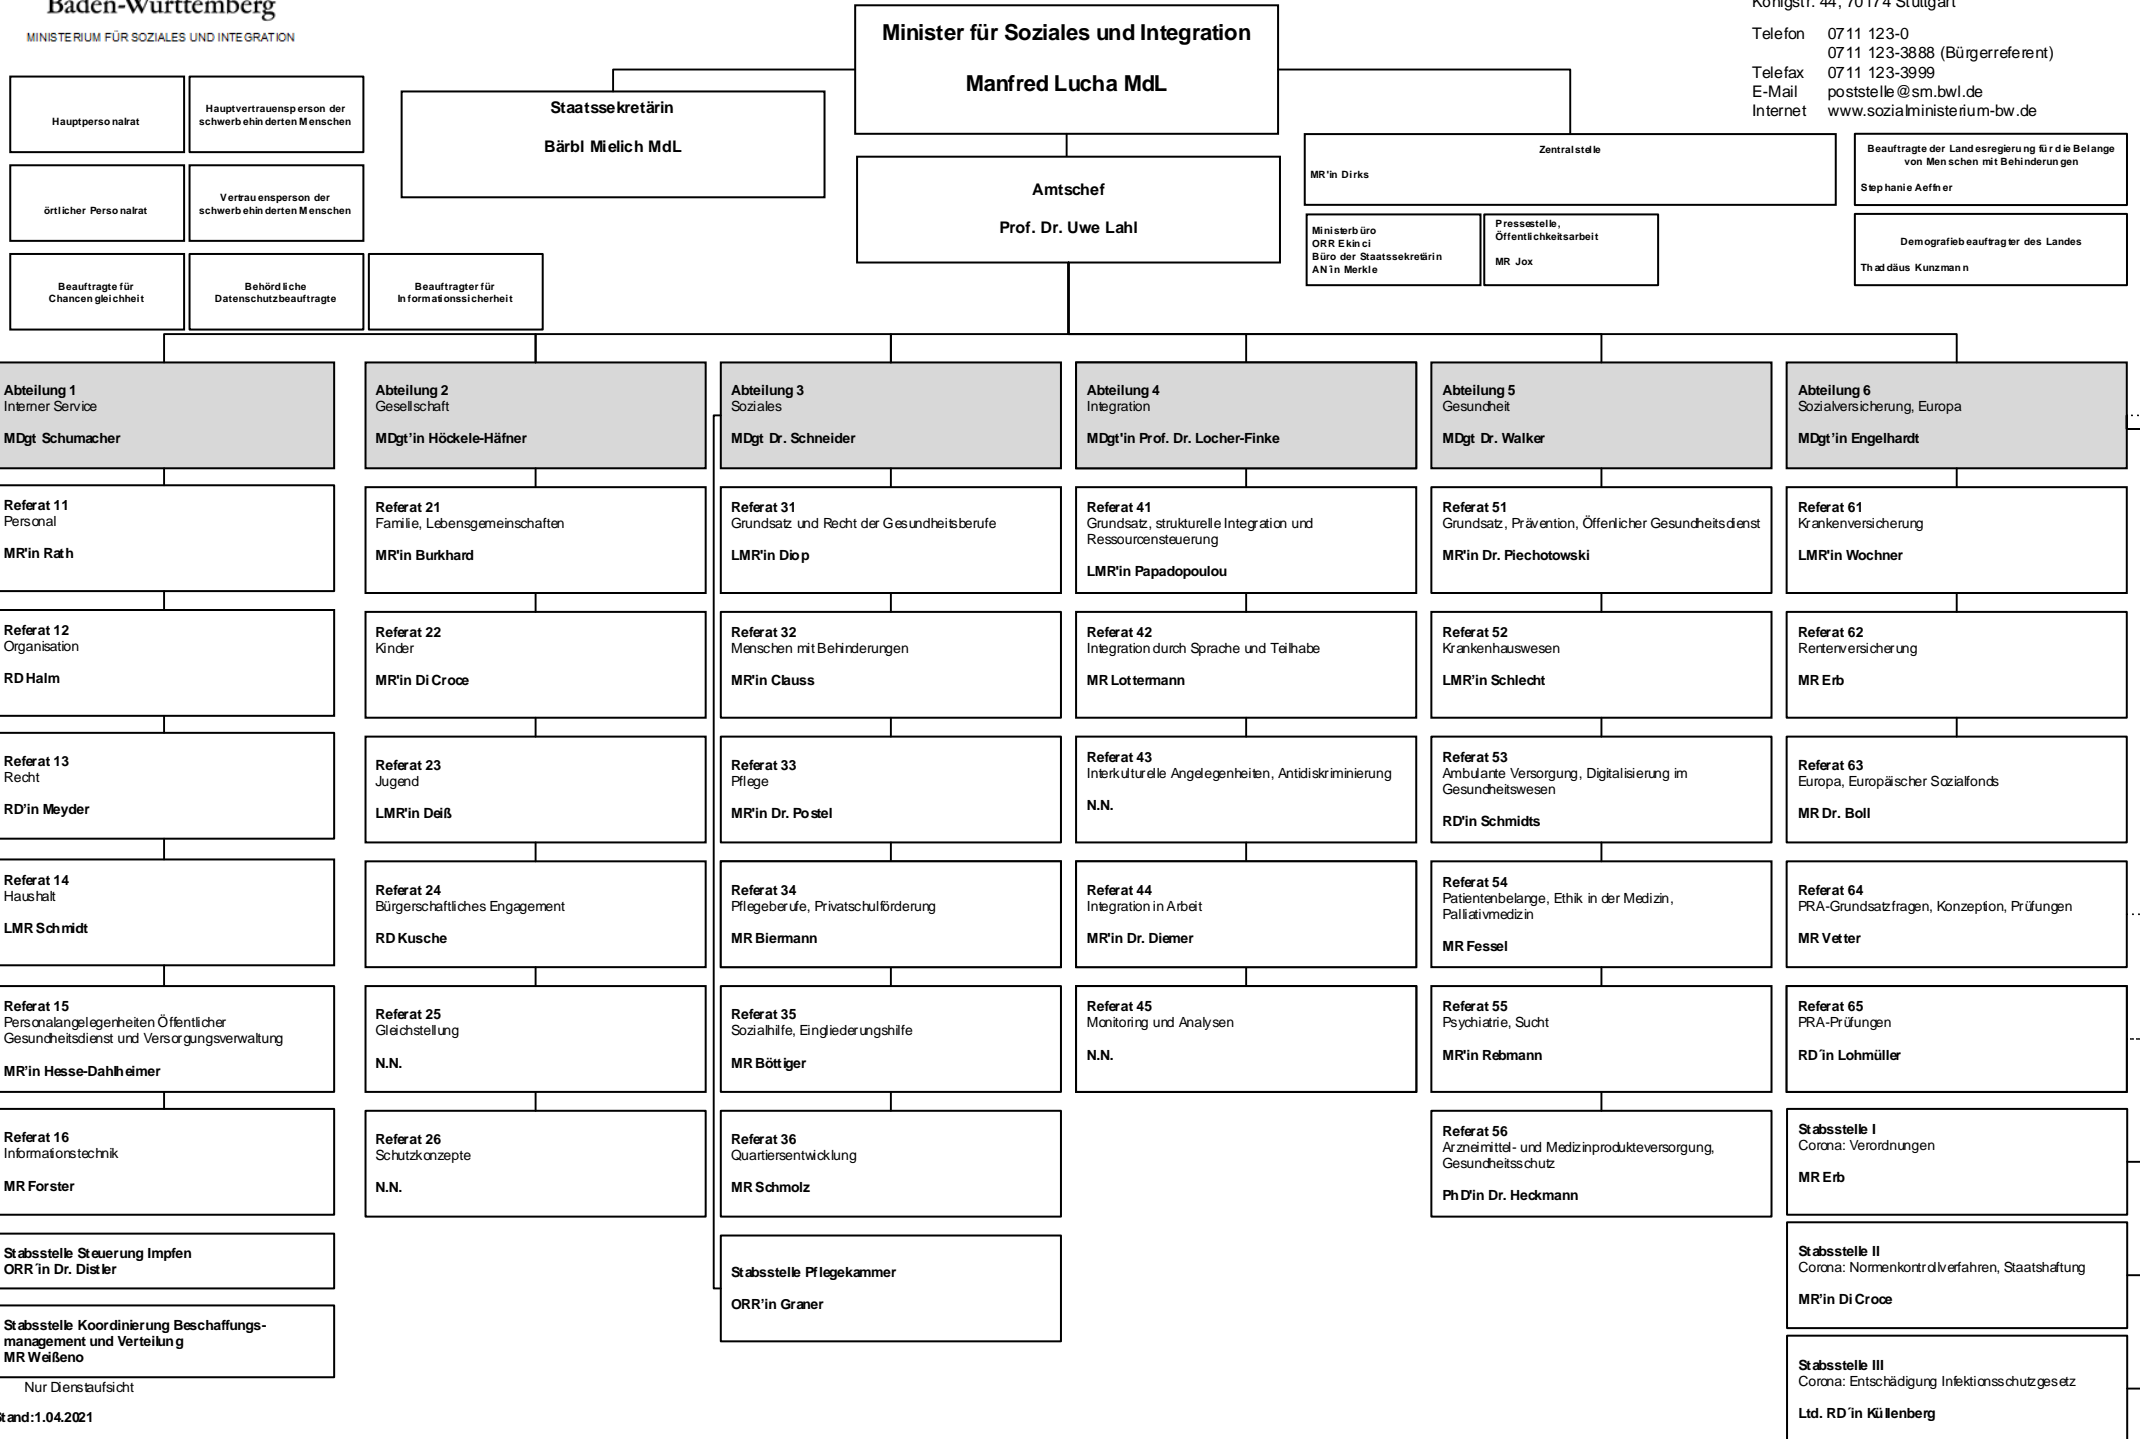 Baden-Württemberg
MINISTERIUM FÜR SOZIALES UND INTEGRATION
Minister für Soziales und Integration
Manfred Lucha MdL
Königstr. 44, 70174 Stuttgart
Telefon 0711 123-0
0711 123-3888 (Bürgerreferent)
Telefax 0711 123-3999
E-Mail poststelle@sm.bwl.de
Internet www.sozialministerium-bw.de
Hauptpersonalrat
Hauptvertrauensperson der
schwerbehinderten Menschen
örtlicher Personalrat
Vertrauensperson der
schwerbehinderten Menschen
Beauftragte für
Chancengleichheit
Behördliche
Datenschutzbeauftragte
Beauftragter für
Informationssicherheit
Staatssekretärin
Bärbl Mielich MdL
Amtschef
Prof. Dr. Uwe Lahl
Zentralstelle
MR'in Dirks
Ministerbüro
ORR Ekinci
Büro der Staatssekretärin
AN´in Merkle
Pressestelle,
Öffentlichkeitsarbeit
MR Jox
Beauftragte der Landesregierung für die Belange
von Menschen mit Behinderungen
Stephanie Aeffner
Demografiebeauftragter des Landes
Thaddäus Kunzmann
Abteilung 1
Interner Service
MDgt Schumacher
Referat 11
Personal
MR'in Rath
Referat 12
Organisation
RD Halm
Referat 13
Recht
RD'in Meyder
Referat 14
Haushalt
LMR Schmidt
Referat 15
Personalangelegenheiten Öffentlicher
Gesundheitsdienst und Versorgungsverwaltung
MR'in Hesse-Dahlheimer
Referat 16
Informationstechnik
MR Forster
Stabsstelle Steuerung Impfen
ORR´in Dr. Distler
Stabsstelle Koordinierung Beschaffungs-
management und Verteilung
MR Weißeno
Nur Dienstaufsicht
Stand:1.04.2021
Abteilung 2
Gesellschaft
MDgt'in Höckele-Häfner
Referat 21
Familie, Lebensgemeinschaften
MR'in Burkhard
Referat 22
Kinder
MR'in Di Croce
Referat 23
Jugend
LMR'in Deiß
Referat 24
Bürgerschaftliches Engagement
RD Kusche
Referat 25
Gleichstellung
N.N.
Referat 26
Schutzkonzepte
N.N.
Abteilung 3
Soziales
MDgt Dr. Schneider
Referat 31
Grundsatz und Recht der Gesundheitsberufe
LMR'in Diop
Referat 32
Menschen mit Behinderungen
MR'in Clauss
Referat 33
Pflege
MR'in Dr. Postel
Referat 34
Pflegeberufe, Privatschulförderung
MR Biermann
Referat 35
Sozialhilfe, Eingliederungshilfe
MR Böttiger
Referat 36
Quartiersentwicklung
MR Schmolz
Stabsstelle Pflegekammer
ORR'in Graner
Abteilung 4
Integration
MDgt'in Prof. Dr. Locher-Finke
Referat 41
Grundsatz, strukturelle Integration und
Ressourcensteuerung
LMR'in Papadopoulou
Referat 42
Integration durch Sprache und Teilhabe
MR Lottermann
Referat 43
Interkulturelle Angelegenheiten, Antidiskriminierung
N.N.
Referat 44
Integration in Arbeit
MR'in Dr. Diemer
Referat 45
Monitoring und Analysen
N.N.
Abteilung 5
Gesundheit
MDgt Dr. Walker
Referat 51
Grundsatz, Prävention, Öffenlicher Gesundheitsdienst
MR'in Dr. Piechotowski
Referat 52
Krankenhauswesen
LMR'in Schlecht
Referat 53
Ambulante Versorgung, Digitalisierung im
Gesundheitswesen
RD'in Schmidts
Referat 54
Patientenbelange, Ethik in der Medizin,
Palliativmedizin
MR Fessel
Referat 55
Psychiatrie, Sucht
MR'in Rebmann
Referat 56
Arzneimittel- und Medizinprodukteversorgung,
Gesundheitsschutz
PhD'in Dr. Heckmann
Abteilung 6
Sozialversicherung, Europa
MDgt'in Engelhardt
Referat 61
Krankenversicherung
LMR'in Wochner
Referat 62
Rentenversicherung
MR Erb
Referat 63
Europa, Europäischer Sozialfonds
MR Dr. Boll
Referat 64
PRA-Grundsatzfragen, Konzeption, Prüfungen
MR Vetter
Referat 65
PRA-Prüfungen
RD´in Lohmüller
Stabsstelle I
Corona: Verordnungen
MR Erb
Stabsstelle II
Corona: Normenkontrollverfahren, Staatshaftung
MR'in Di Croce
Stabsstelle III
Corona: Entschädigung Infektionsschutzgesetz
Ltd. RD´in Küllenberg